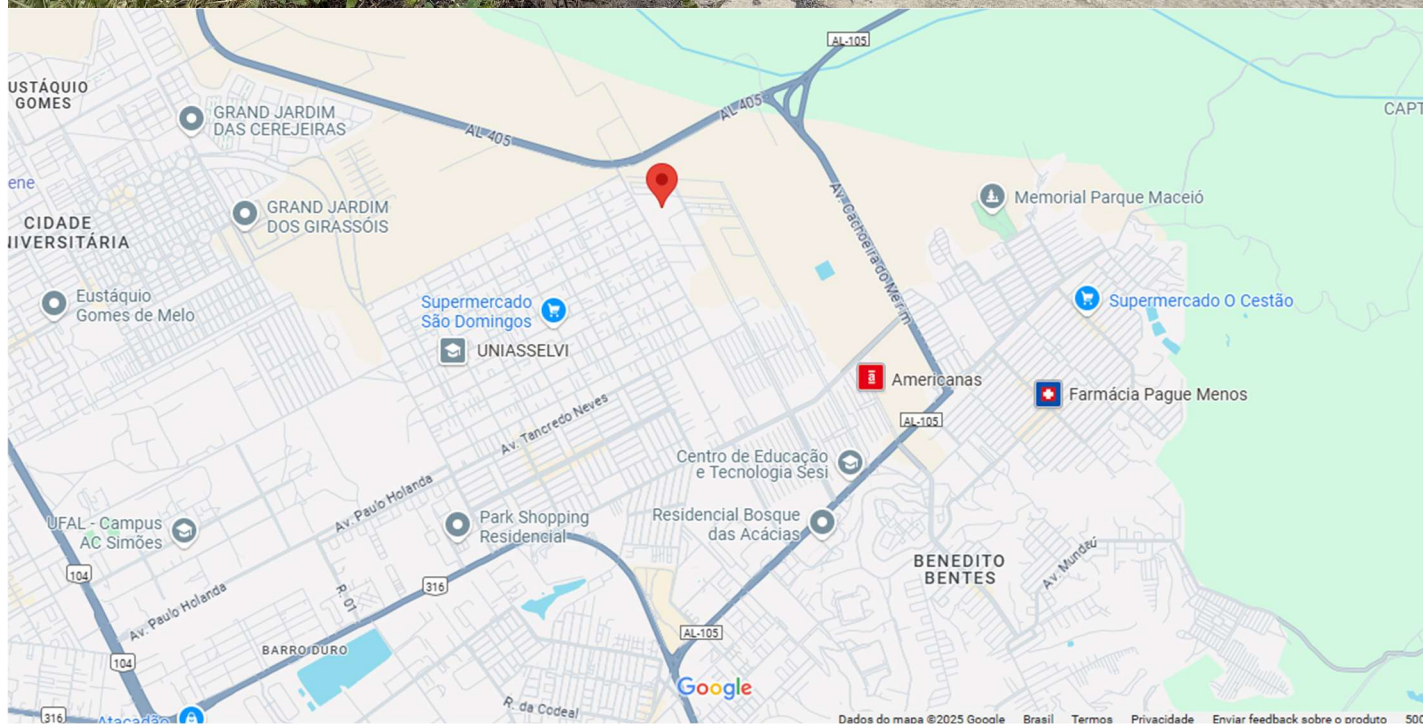 AL-105
USTÁQUIO
GOMES
GRAND JARDIM
DAS CEREJEIRAS
AL 405
AL 405
CAPT
ene
CIDADE
NIVERSITÁRIA
GRAND JARDIM
DOS GIRASSÓIS
Av. Cachoeira do Meirim
Memorial Parque Maceió
Eustáquio
Gomes de Melo
Supermercado
São Domingos
UNIASSELVI
Supermercado O Cestão
Americanas
Farmácia Pague Menos
AL-105
Av. Tancredo Neves
Centro de Educação
e Tecnologia Sesi
Av. Paulo Holanda
UFAL - Campus
AC Simões
Park Shopping
Residencial
Residencial Bosque
das Acácias
BENEDITO
BENTES
Av. Mundaú
104
316
R. 01
Av. Paulo Holanda
AL-105
BARRO DURO
104
Google
R. da Codeal
316
Atacadão
Dados do mapa ©2025 Google Brasil Termos Privacidade Enviar feedback sobre o produto